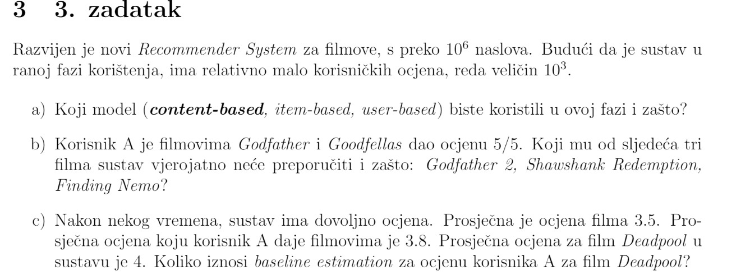 3 3. zadatak
Razvijen je novi Recommender System za filmove, s preko 10⁶ naslova. Budući da je sustav u
ranoj fazi korištenja, ima relativno malo korisničkih ocjena, reda veličin 10³.
a) Koji model (content-based, item-based, user-based) biste koristili u ovoj fazi i zašto?
b) Korisnik A je filmovima Godfather i Goodfellas dao ocjenu 5/5. Koji mu od sljedeća tri
filma sustav vjerojatno neće preporučiti i zašto: Godfather 2, Shawshank Redemption,
Finding Nemo?
c) Nakon nekog vremena, sustav ima dovoljno ocjena. Prosječna je ocjena filma 3.5. Pro-
sječna ocjena koju korisnik A daje filmovima je 3.8. Prosječna ocjena za film Deadpool u
sustavu je 4. Koliko iznosi baseline estimation za ocjenu korisnika A za film Deadpool?